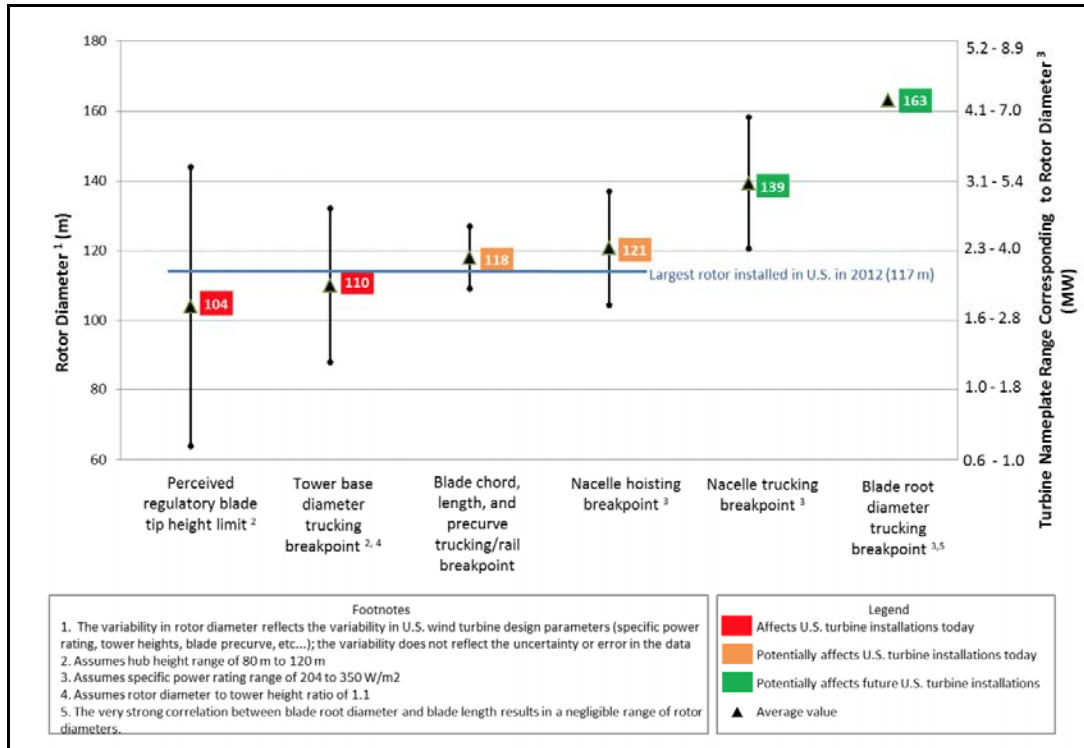 180
160
140
120
100
80
60
Rotor Diameter 1 (m)
5.2 - 8.9
4.1 - 7.0
3.1 - 5.4
2.3 - 4.0
1.6 - 2.8
1.0 - 1.8
0.6 - 1.0
Turbine Nameplate Range Corresponding to Rotor Diameter 3
(MW)
104
110
118
121
139
163
Largest rotor installed in U.S. in 2012 (117 m)
Perceived
regulatory blade
tip height limit 2
Tower base
diameter
trucking
breakpoint 2, 4
Blade chord,
length, and
precurve
trucking/rail
breakpoint
Nacelle hoisting
breakpoint 3
Nacelle trucking
breakpoint 3
Blade root
diameter
trucking
breakpoint 3,5
Footnotes
1. The variability in rotor diameter reflects the variability in U.S. wind turbine design parameters (specific power
rating, tower heights, blade precurve, etc...); the variability does not reflect the uncertainty or error in the data
2. Assumes hub height range of 80 m to 120 m
3. Assumes specific power rating range of 204 to 350 W/m2
4. Assumes rotor diameter to tower height ratio of 1.1
5. The very strong correlation between blade root diameter and blade length results in a negligible range of rotor
diameters.
Legend
Affects U.S. turbine installations today
Potentially affects U.S. turbine installations today
Potentially affects future U.S. turbine installations
Average value